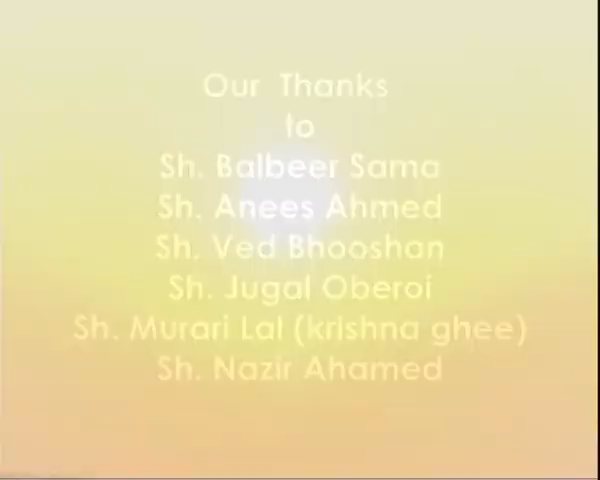 Our Thanks
to
Sh. Balbeer Sama
Sh. Anees Ahmed
Sh. Ved Bhooshan
Sh. Jugal Oberoi
Sh. Murari Lal (krishna ghee)
Sh. Nazir Ahamed